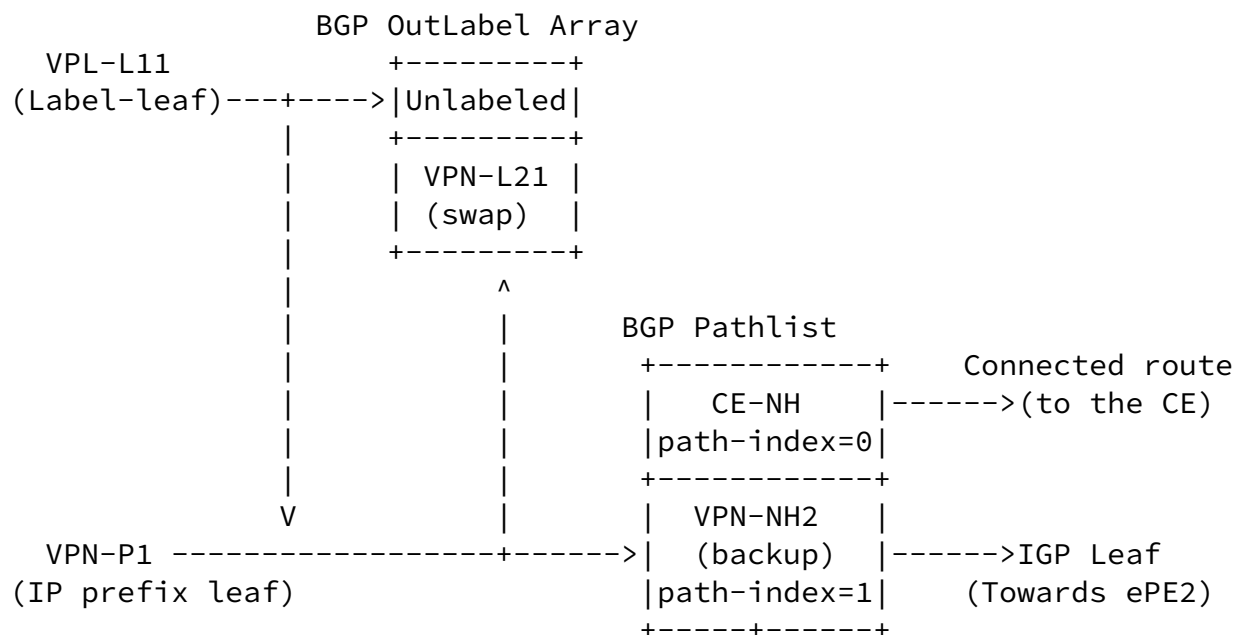 BGP OutLabel Array
VPL-L11 +---------+
(Label-leaf)---+---->|Unlabeled|
| +---------+
| | VPN-L21 |
| | (swap) |
| +---------+
| ^
| | BGP Pathlist
| | +------------+ Connected route
| | | CE-NH |------>(to the CE)
| | |path-index=0|
| | +------------+
V | | VPN-NH2 |
VPN-P1 ------------------+------>| (backup) |------>IGP Leaf
(IP prefix leaf) |path-index=1| (Towards ePE2)
+-----+------+